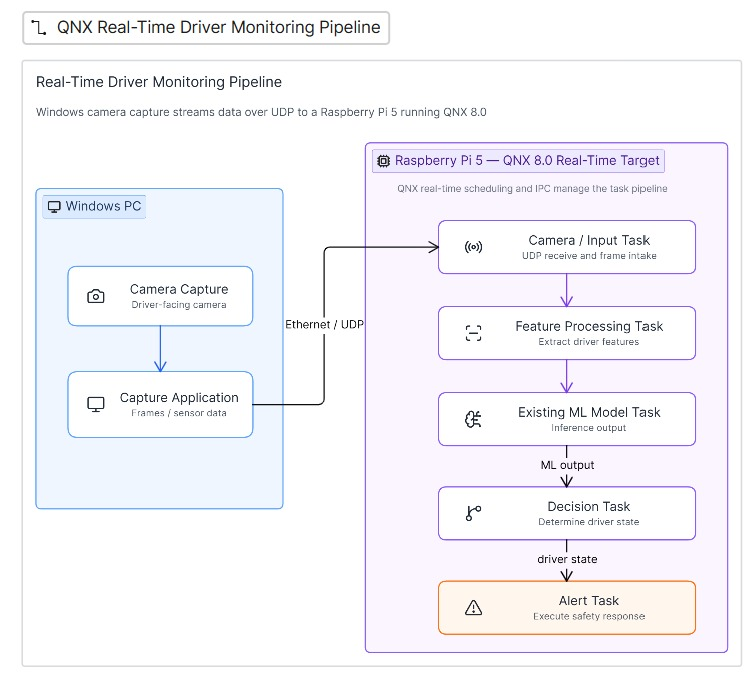 QNX Real-Time Driver Monitoring Pipeline
Real-Time Driver Monitoring Pipeline
Windows camera capture streams data over UDP to a Raspberry Pi 5 running QNX 8.0
Windows PC
Camera Capture
Driver-facing camera
Capture Application
Frames / sensor data
Ethernet / UDP
Raspberry Pi 5 — QNX 8.0 Real-Time Target
QNX real-time scheduling and IPC manage the task pipeline
Camera / Input Task
UDP receive and frame intake
Feature Processing Task
Extract driver features
Existing ML Model Task
Inference output
ML output
Decision Task
Determine driver state
driver state
Alert Task
Execute safety response